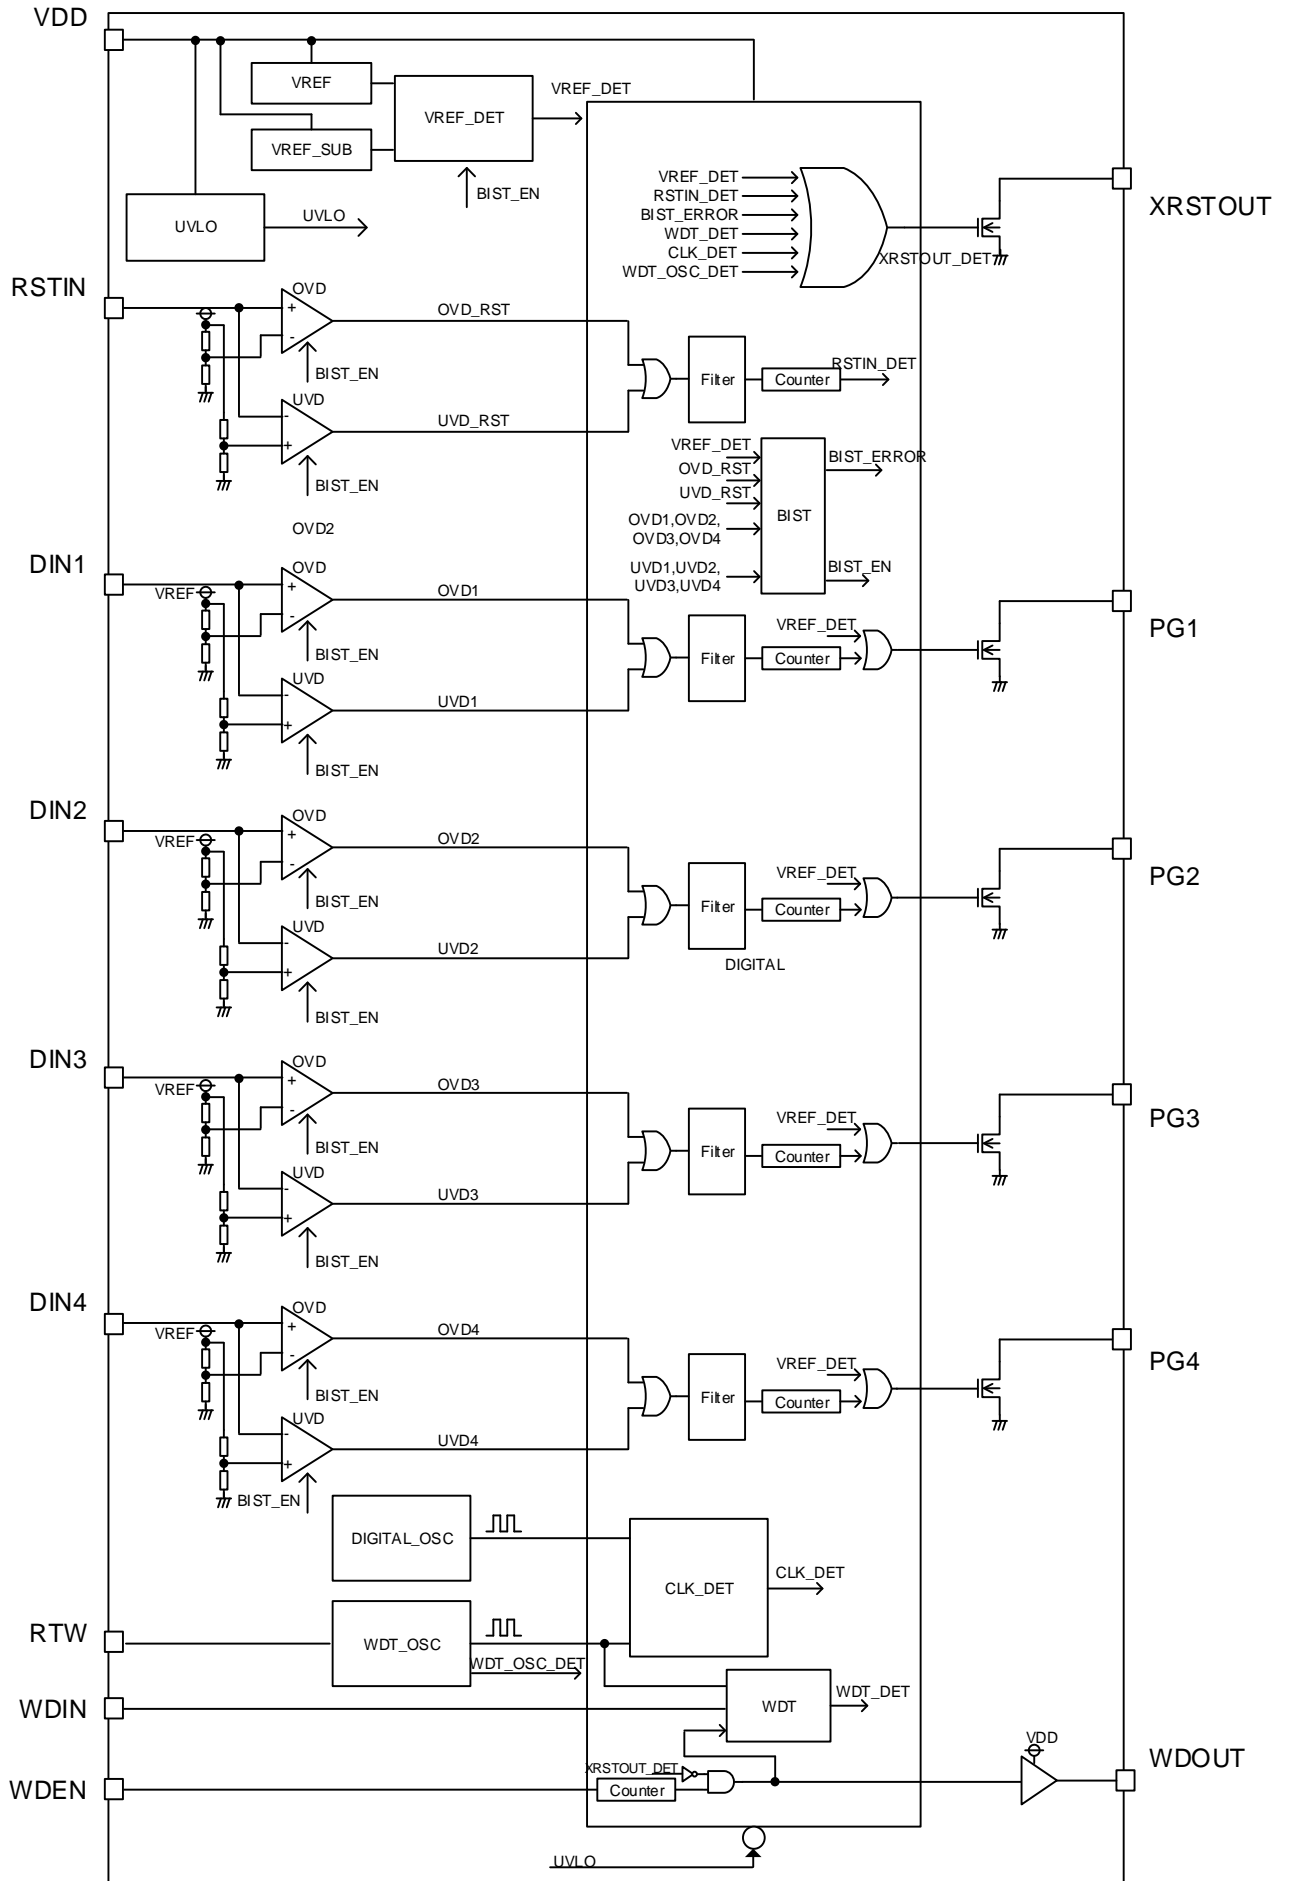 VDD
VREF
VREF_SUB
VREF_DET
VREF_DET
BIST_EN
UVLO
UVLO
VREF_DET
RSTIN_DET
BIST_ERROR
WDT_DET
CLK_DET
WDT_OSC_DET
XRSTOUT_DET
XRSTOUT
RSTIN
OVD
+
-
BIST_EN
OVD_RST
UVD
-
+
BIST_EN
UVD_RST
Filter
Counter
RSTIN_DET
VREF_DET
OVD_RST
UVD_RST
OVD1,OVD2,
OVD3,OVD4
UVD1,UVD2,
UVD3,UVD4
BIST
BIST_ERROR
BIST_EN
OVD2
DIN1
VREF
OVD
+
-
BIST_EN
OVD1
UVD
-
+
BIST_EN
UVD1
Filter
VREF_DET
Counter
PG1
DIN2
VREF
OVD
+
-
BIST_EN
OVD2
UVD
-
+
BIST_EN
UVD2
Filter
VREF_DET
Counter
DIGITAL
PG2
DIN3
VREF
OVD
+
-
BIST_EN
OVD3
UVD
-
+
BIST_EN
UVD3
Filter
VREF_DET
Counter
PG3
DIN4
VREF
OVD
+
-
BIST_EN
OVD4
UVD
-
+
BIST_EN
UVD4
Filter
VREF_DET
Counter
PG4
DIGITAL_OSC
CLK_DET
CLK_DET
RTW
WDT_OSC
WDT_OSC_DET
WDIN
WDT
WDT_DET
WDEN
XRSTOUT_DET
Counter
VDD
WDOUT
UVLO